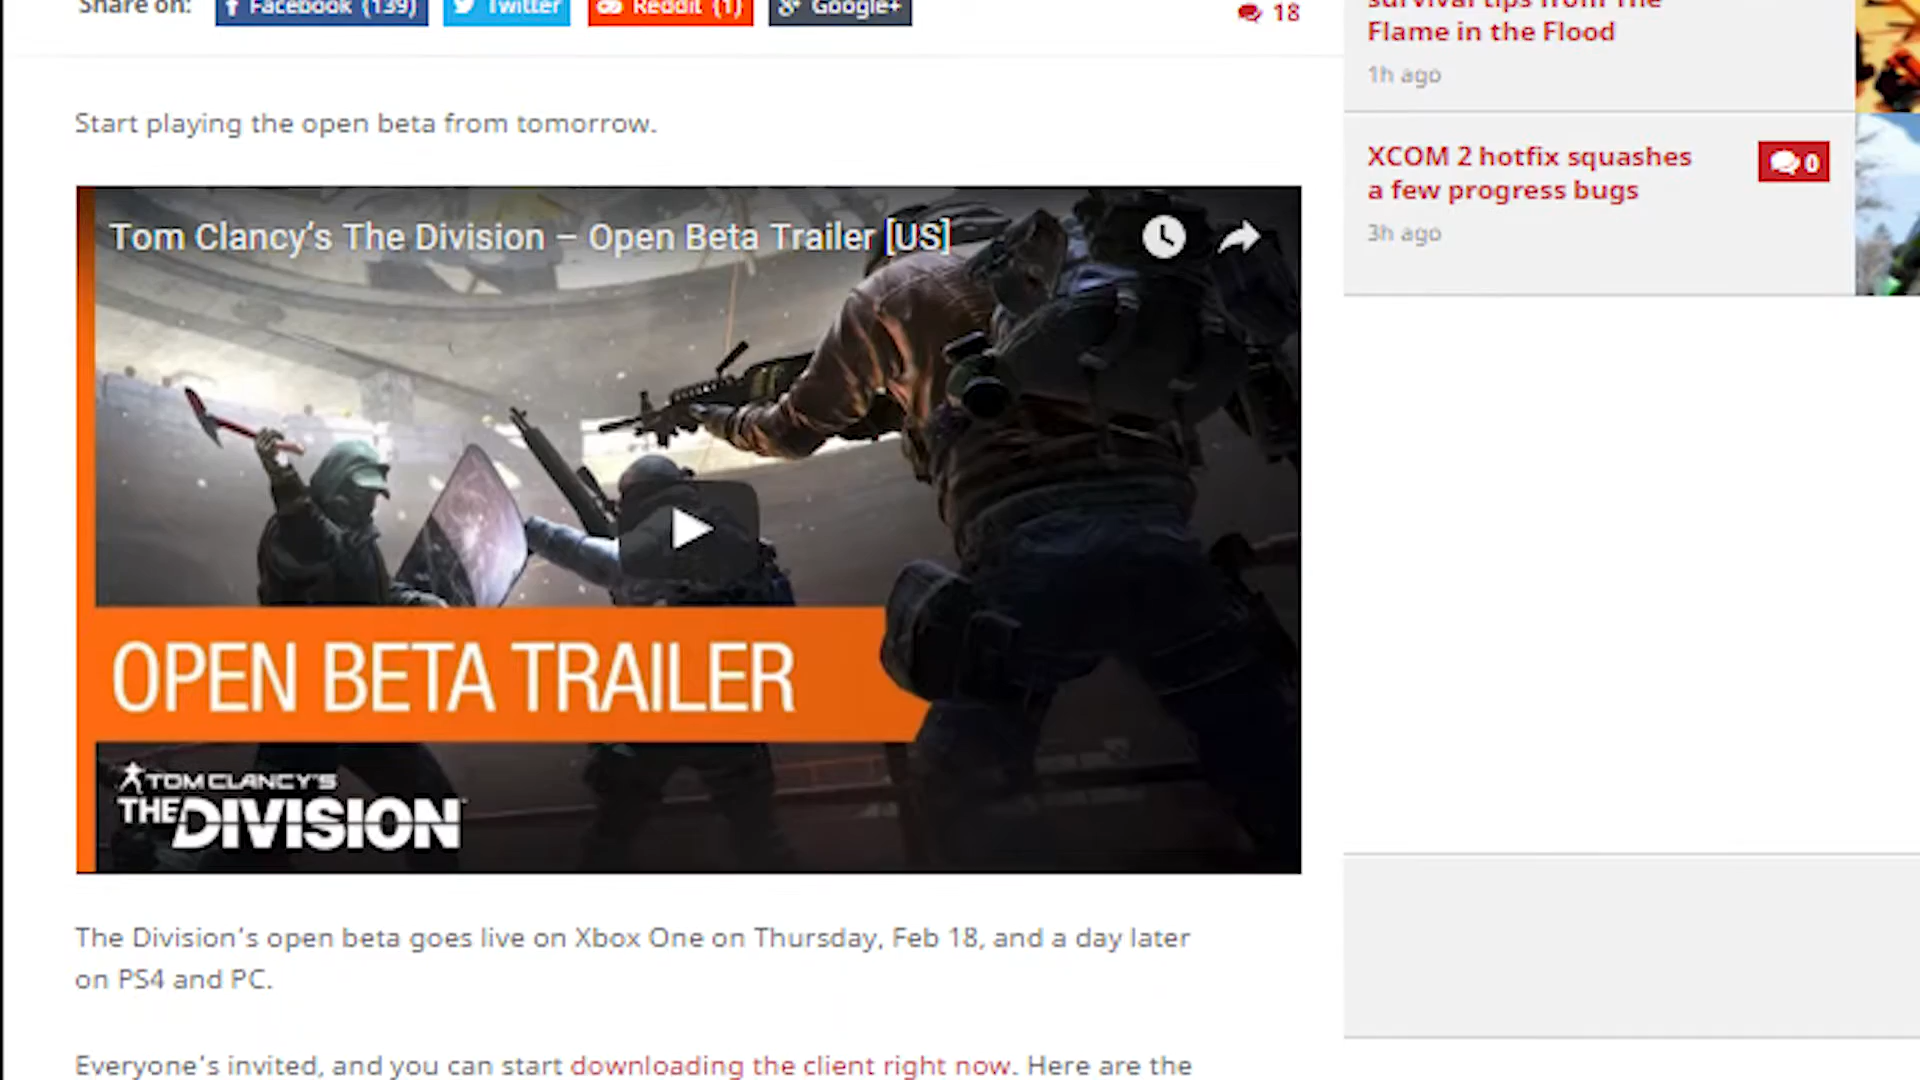 Share on:
Facebook (139)
Twitter
Reddit (1)
Google+
18
Start playing the open beta from tomorrow.
Tom Clancy's The Division – Open Beta Trailer [US]
OPEN BETA TRAILER
TOM CLANCY'S
THE DIVISION
The Division's open beta goes live on Xbox One on Thursday, Feb 18, and a day later
on PS4 and PC.
Everyone's invited, and you can start downloading the client right now. Here are the
survival tips from The
Flame in the Flood
1h ago
XCOM 2 hotfix squashes
a few progress bugs
0
3h ago